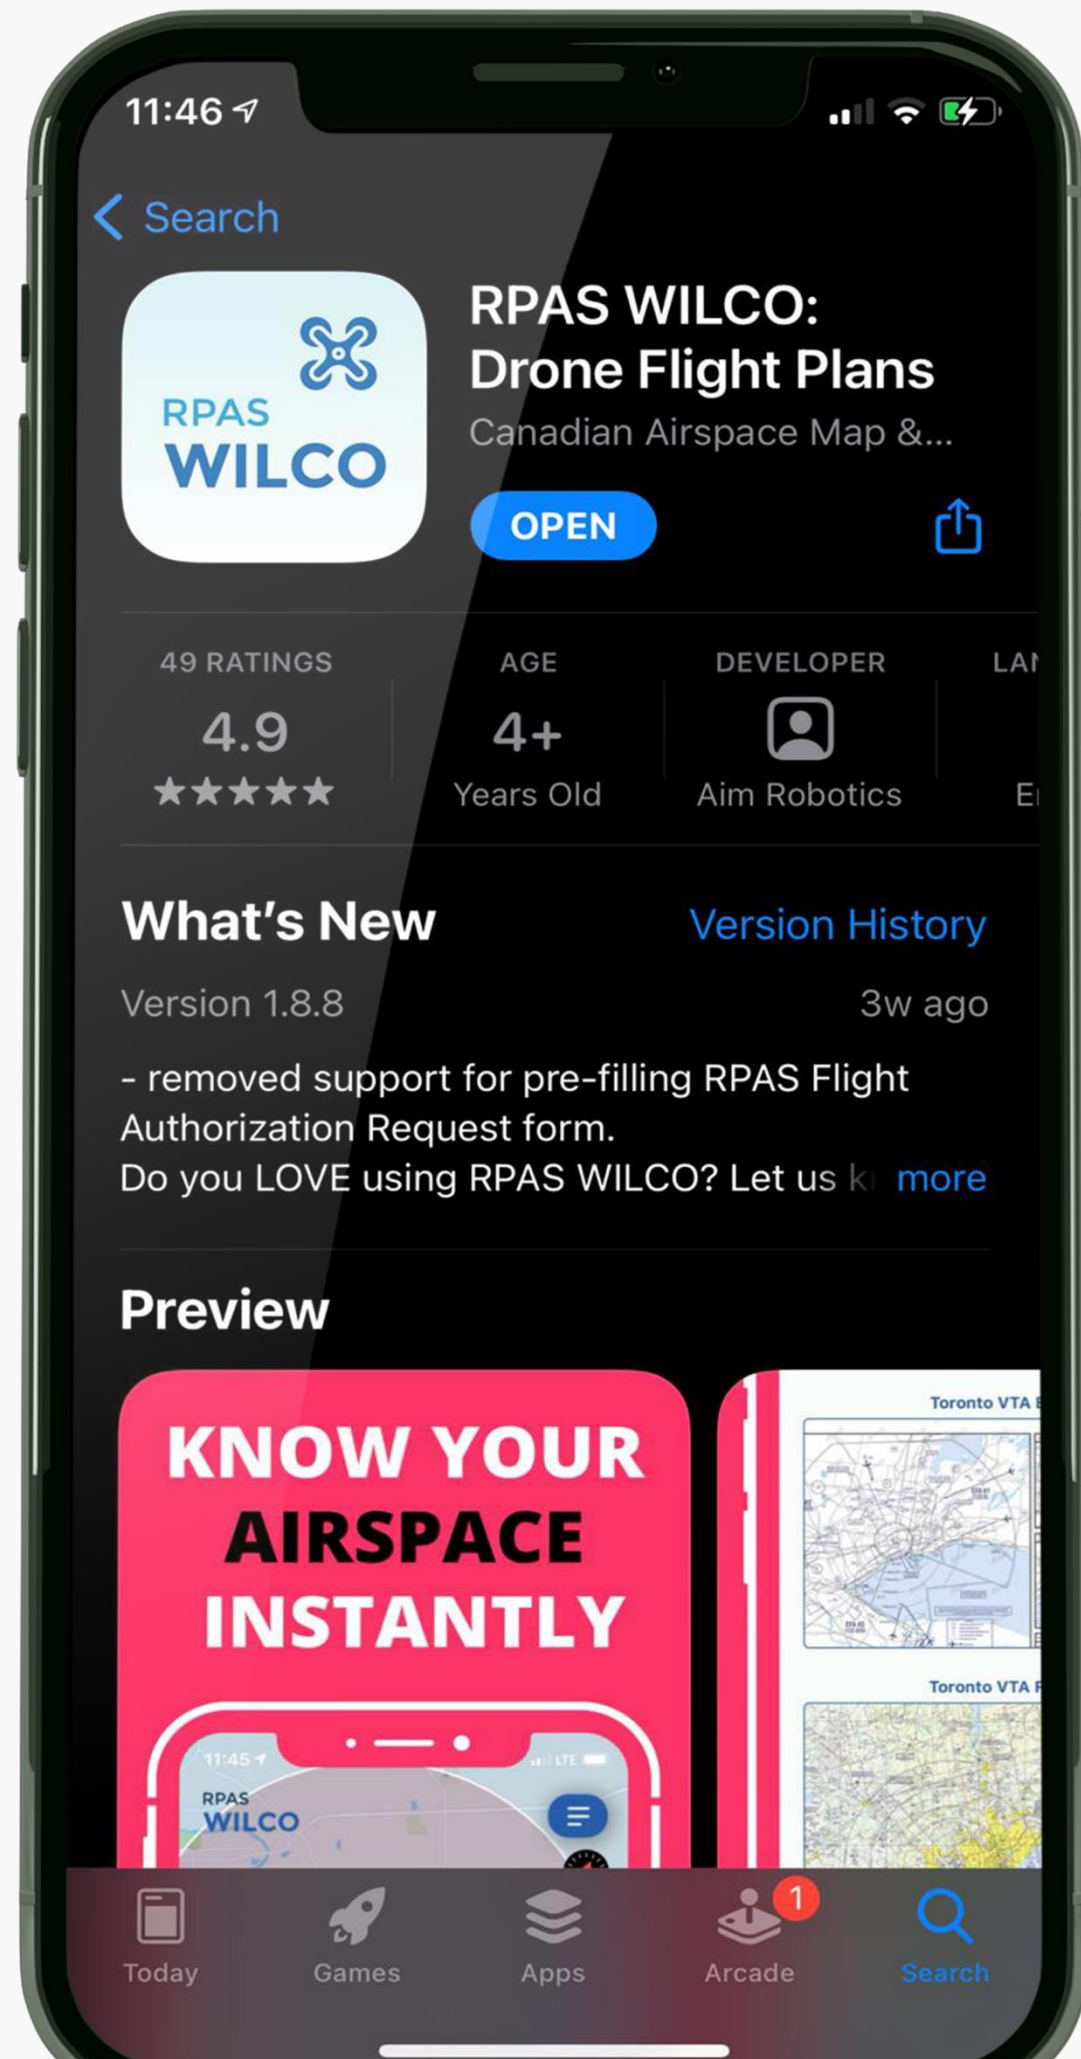 11:46
Search
RPAS
WILCO
RPAS WILCO:
Drone Flight Plans
Canadian Airspace Map &...
OPEN
49 RATINGS
4.9
AGE
4+
Years Old
DEVELOPER
Aim Robotics
LAN
What's New
Version History
Version 1.8.8
3w ago
- removed support for pre-filling RPAS Flight
Authorization Request form.
Do you LOVE using RPAS WILCO? Let us k more
Preview
KNOW YOUR
AIRSPACE
INSTANTLY
11:45
LTE
RPAS
WILCO
Toronto VTA
Toronto VTA
Today
Games
Apps
Arcade
1
Search